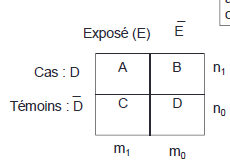 Exposé (E) E̅
Cas : D A B n1
Témoins : D̅ C D n0
m1 m0